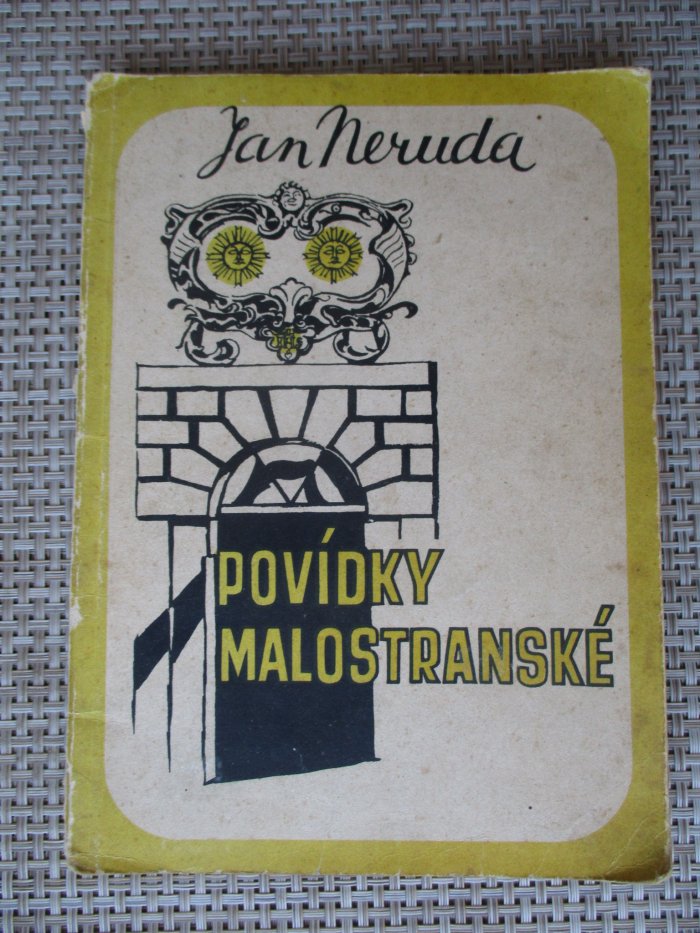 Jan Neruda
POVÍDKY
MALOSTRANSKÉ